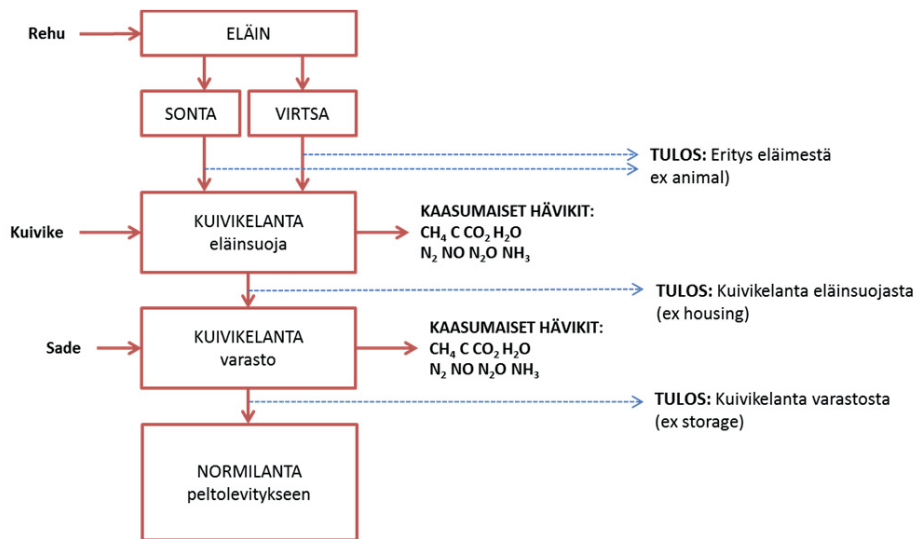 Rehu
ELÄIN
SONTA
VIRTSA
TULOS: Eritys eläimestä
ex animal)
Kuivike
KUIVIKELANTA
eläinsuoja
KAASUMAISET HÄVIKIT:
CH₄ C CO₂ H₂O
N₂ NO N₂O NH₃
TULOS: Kuivikelanta eläinsuojasta
(ex housing)
Sade
KUIVIKELANTA
varasto
KAASUMAISET HÄVIKIT:
CH₄ C CO₂ H₂O
N₂ NO N₂O NH₃
TULOS: Kuivikelanta varastosta
(ex storage)
NORMILANTA
peltolevitykseen